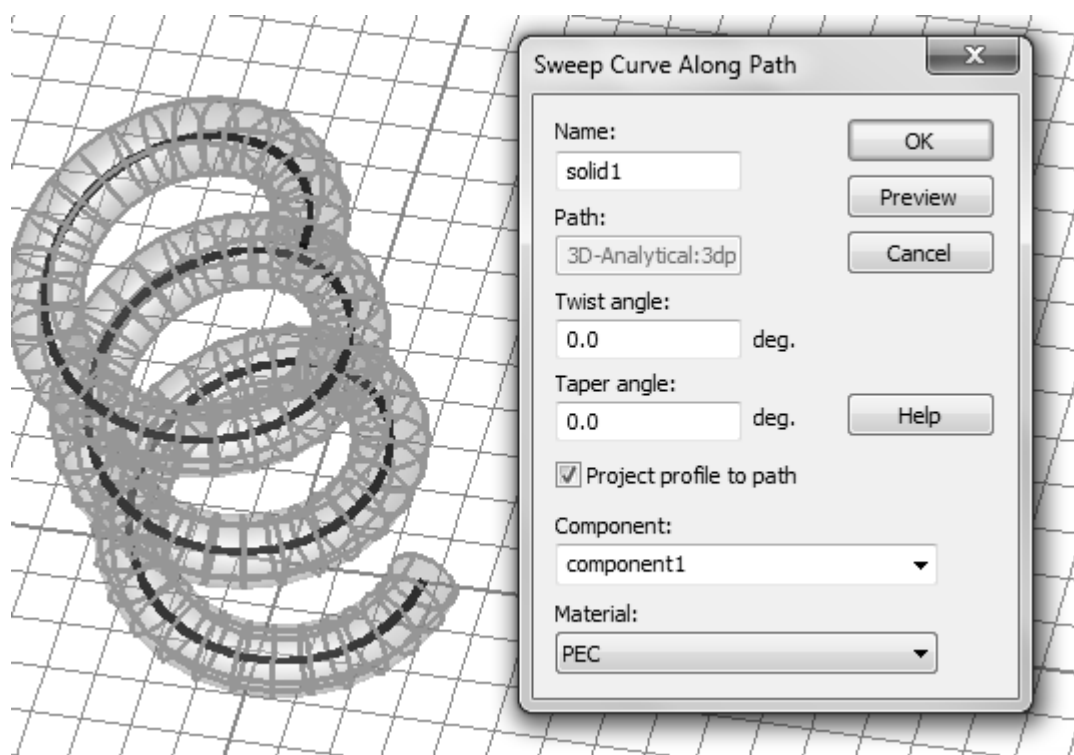 Sweep Curve Along Path
Name:
solid1
OK
Preview
Path:
3D-Analytical:3dp
Cancel
Twist angle:
0.0 deg.
Taper angle:
0.0 deg.
Help
Project profile to path
Component:
component1
Material:
PEC